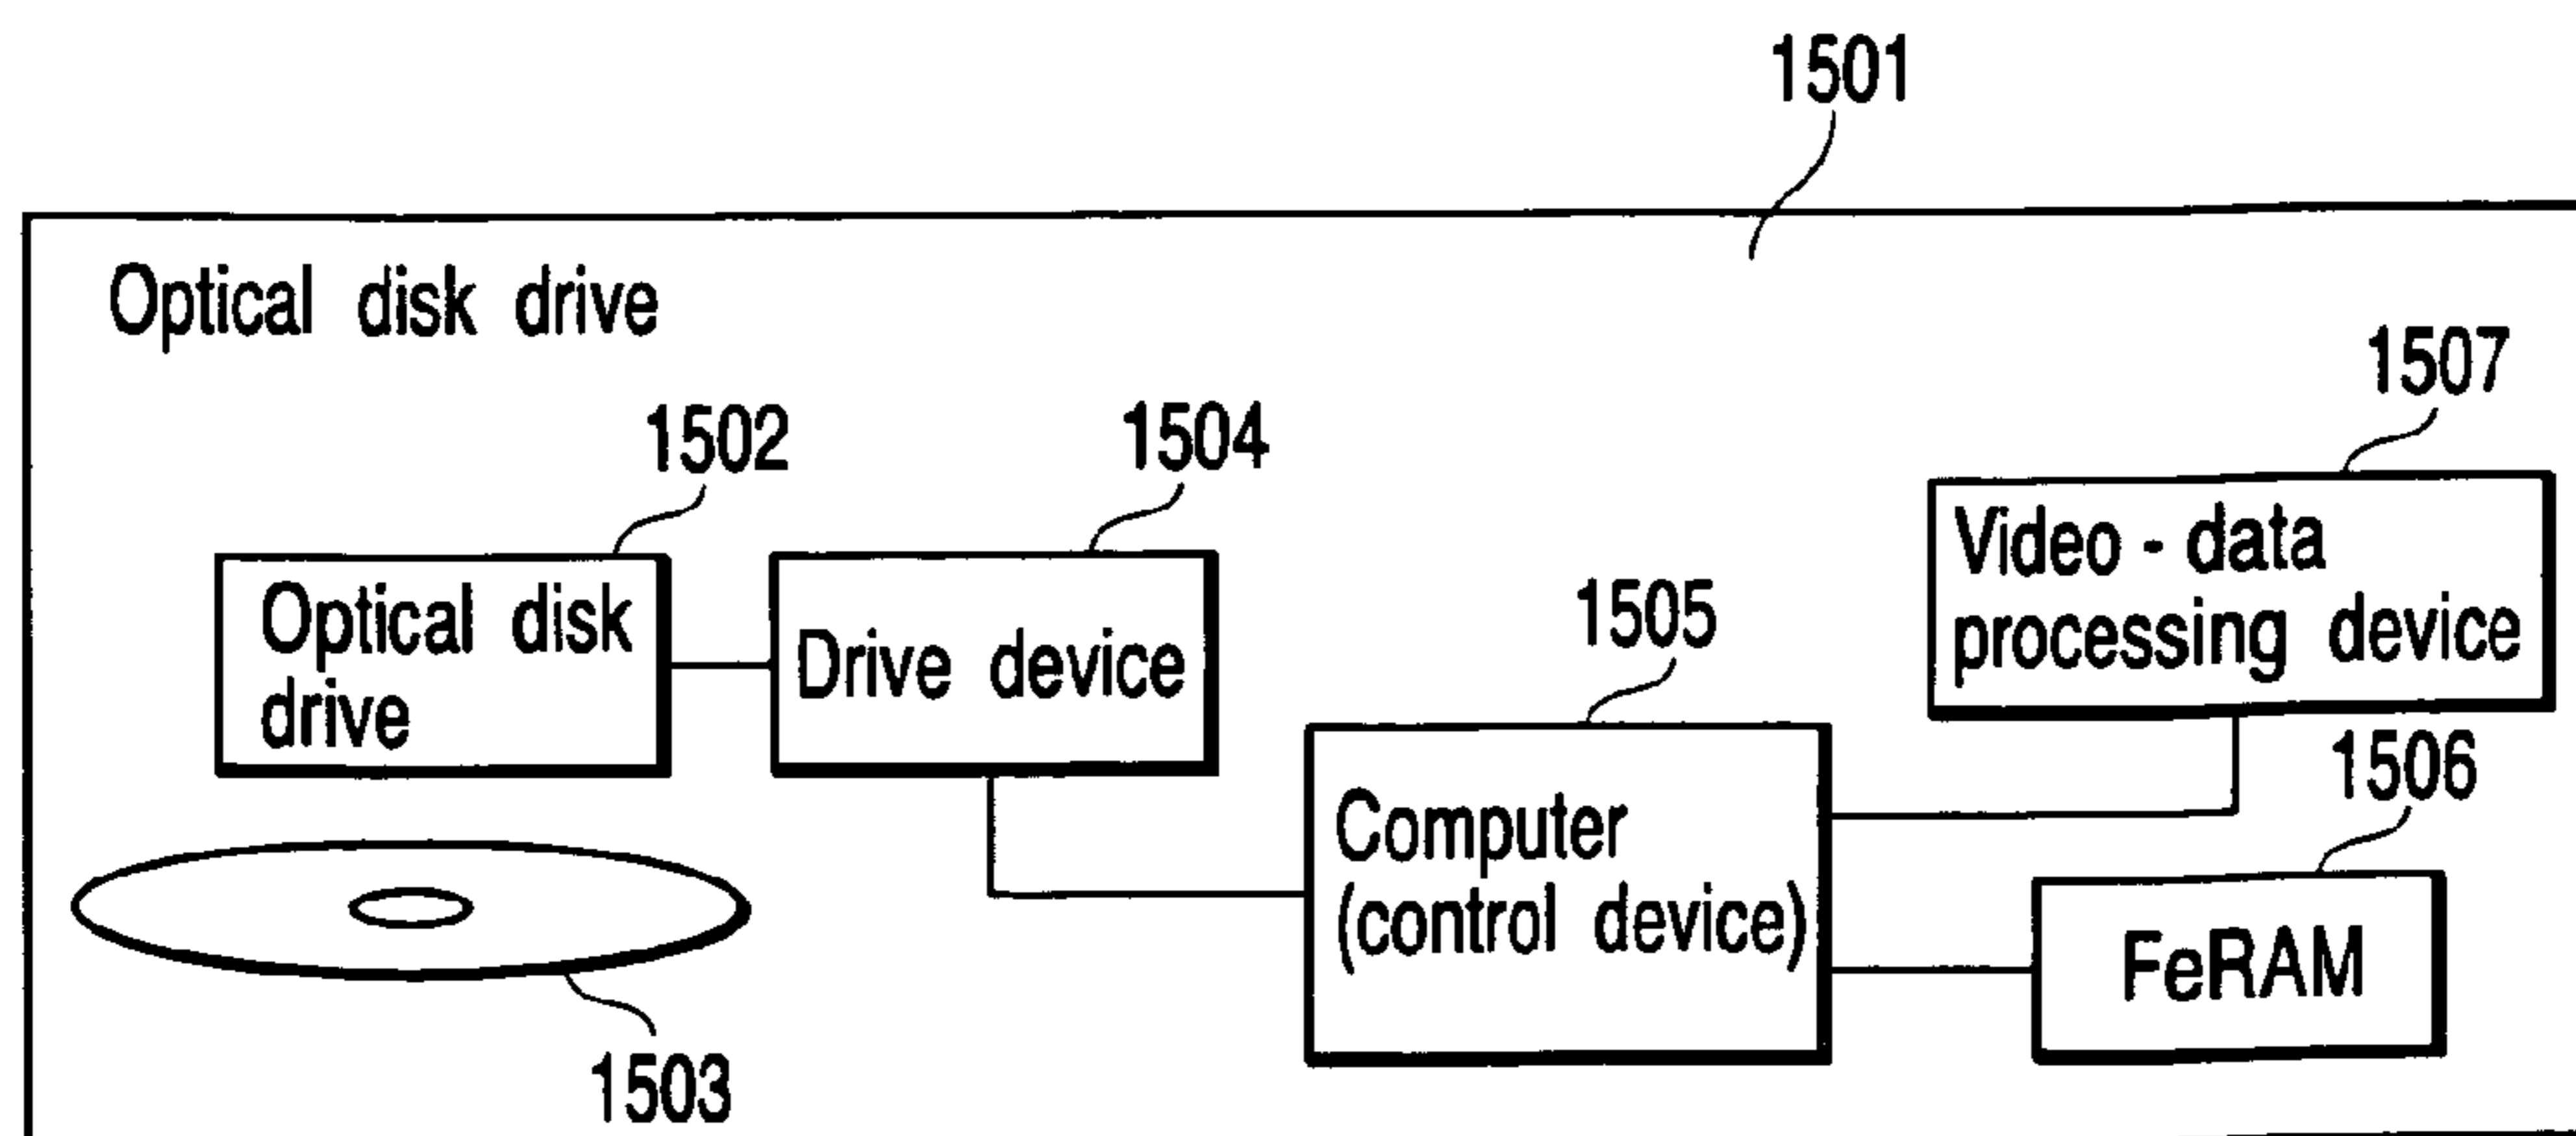 1501
Optical disk drive
1507
1502
1504
Video - data
processing device
1505
Optical disk
drive
Drive device
1506
Computer
(control device)
FeRAM
1503